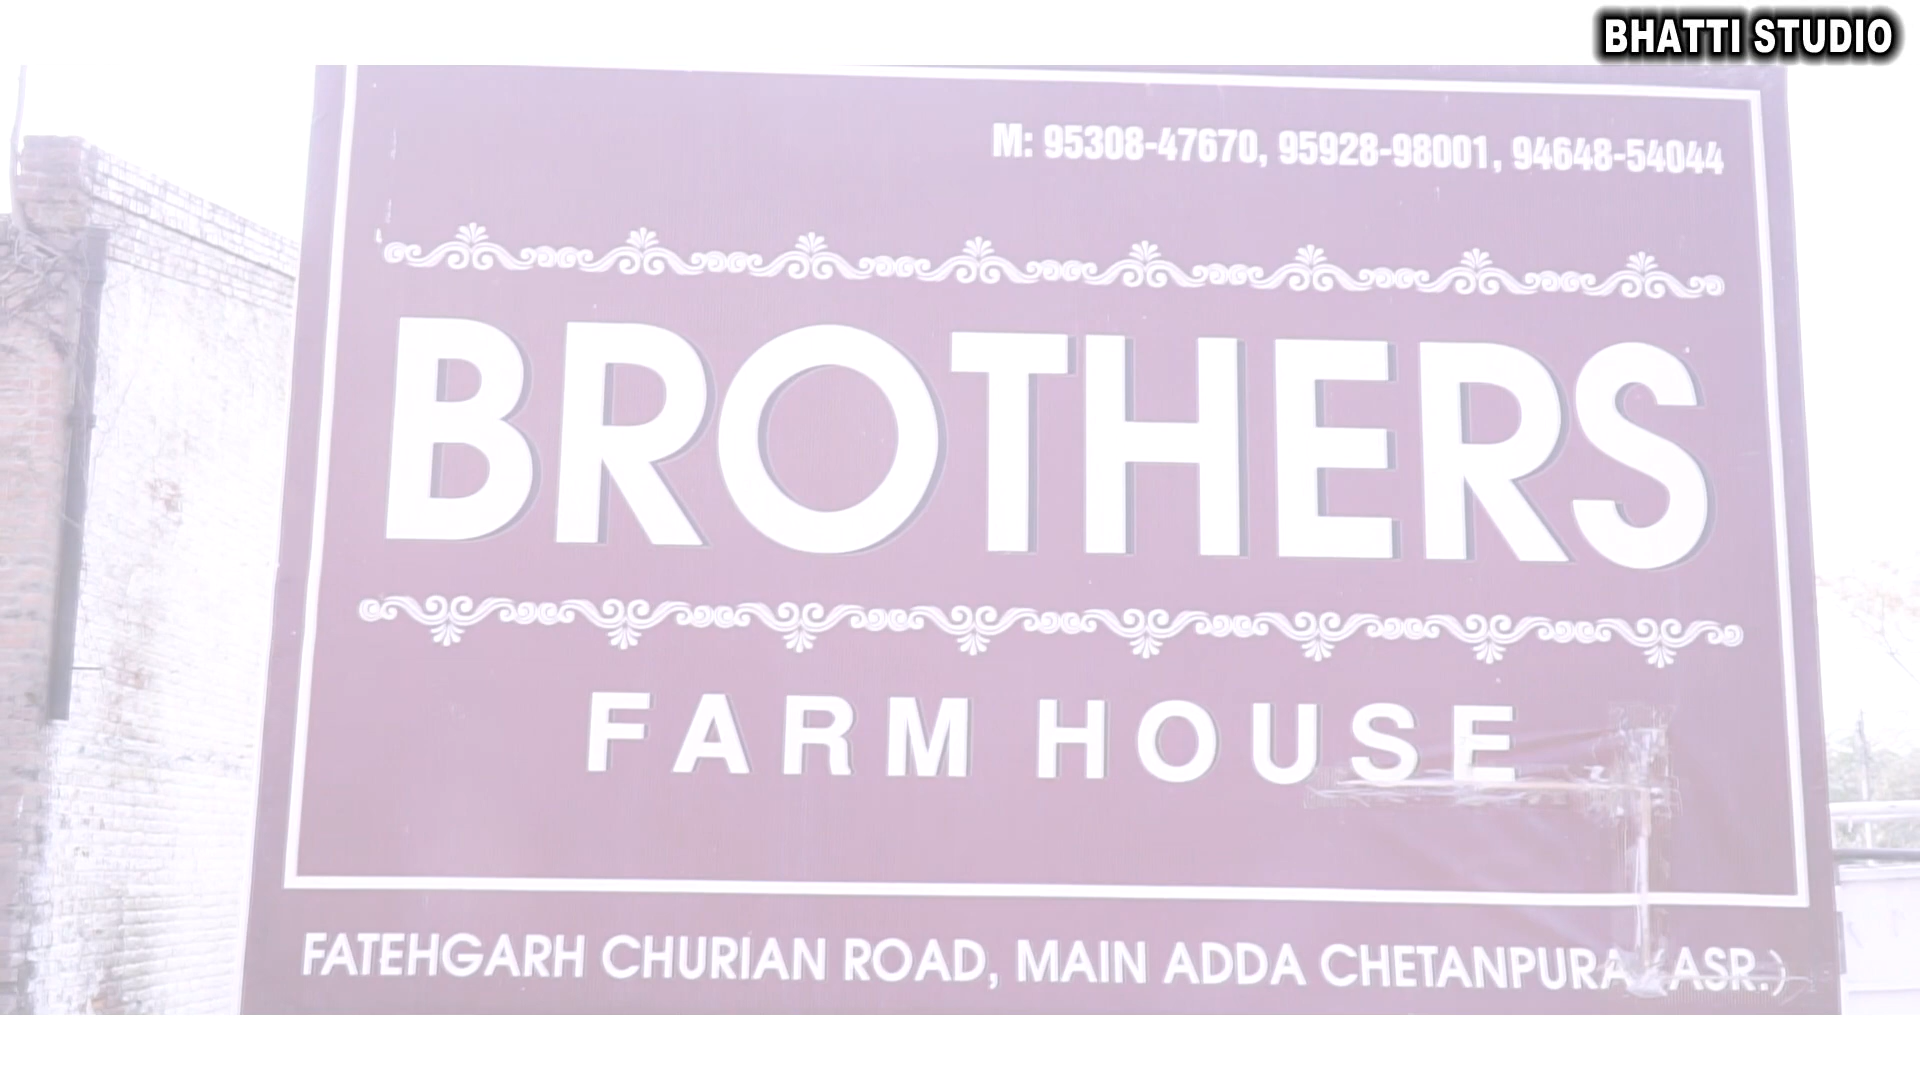 BHATTI STUDIO
M: 95308-47670, 95928-98001, 94648-54044
BROTHERS
FARM HOUSE
FATEHGARH CHURIAN ROAD, MAIN ADDA CHETANPURA (ASR.)